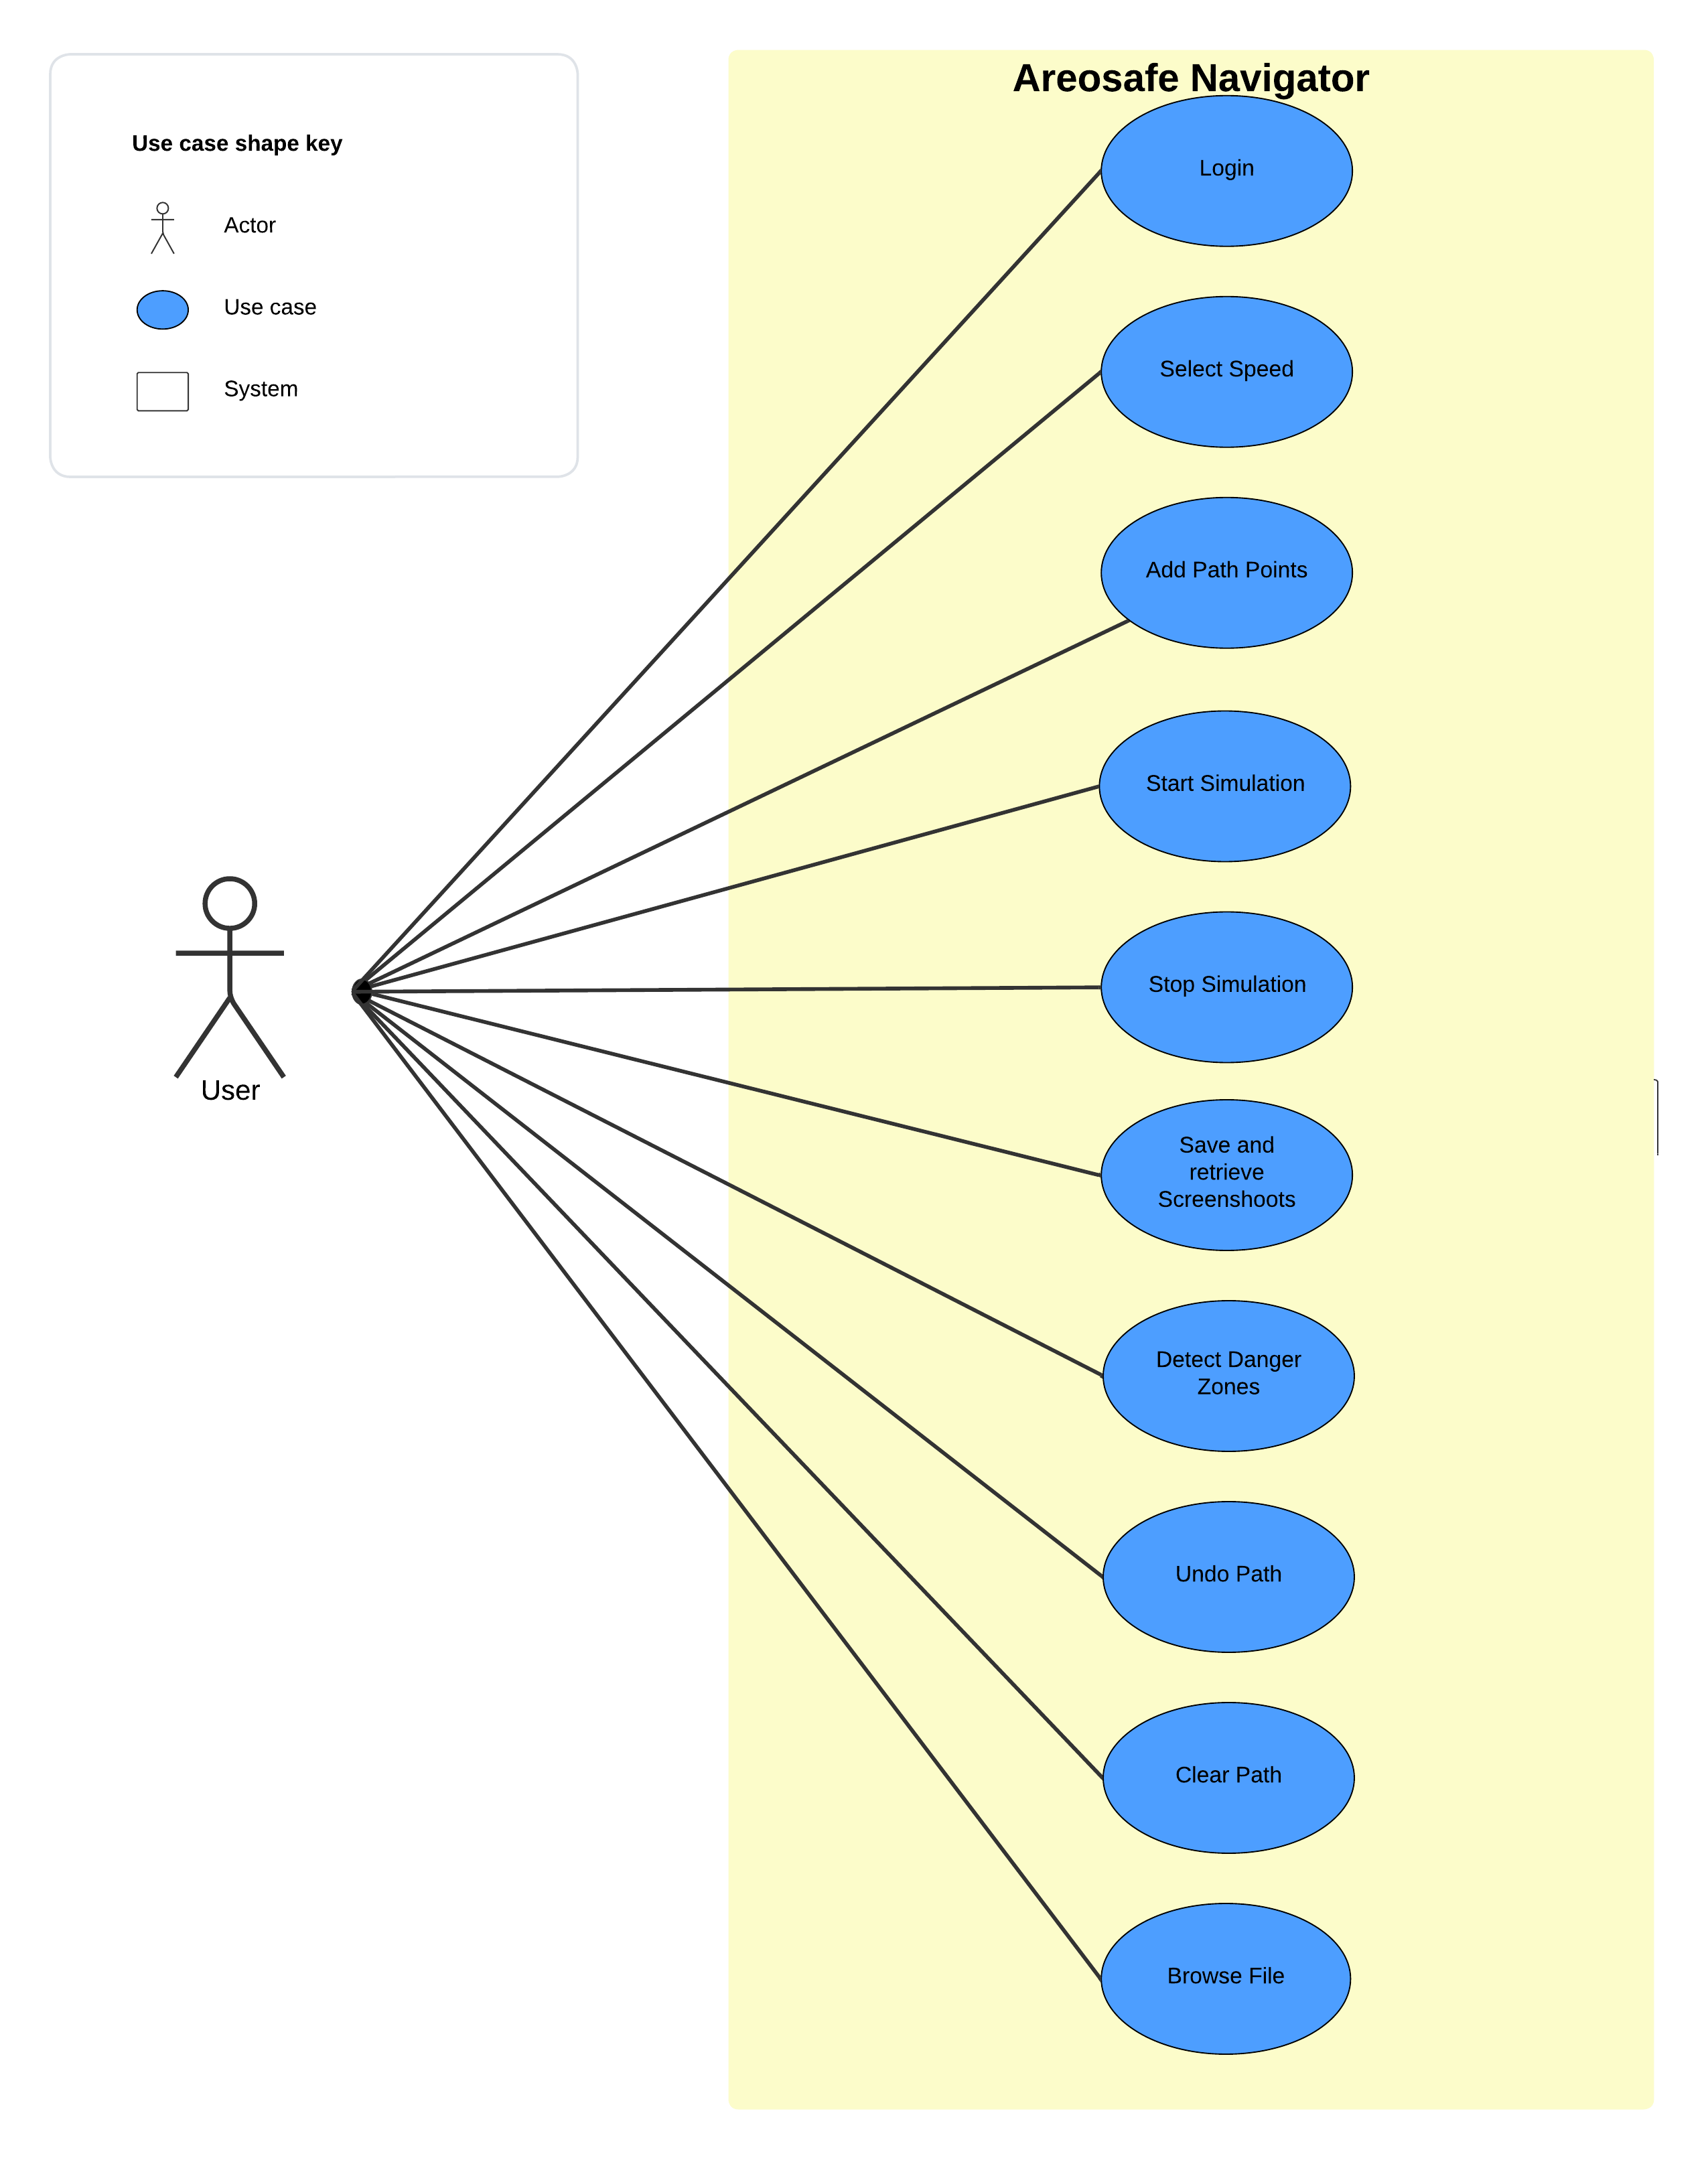 Areosafe Navigator
Use case shape key
Actor
Use case
System
Login
Select Speed
Add Path Points
Start Simulation
Stop Simulation
User
Save and
retrieve
Screenshoots
Detect Danger
Zones
Undo Path
Clear Path
Browse File